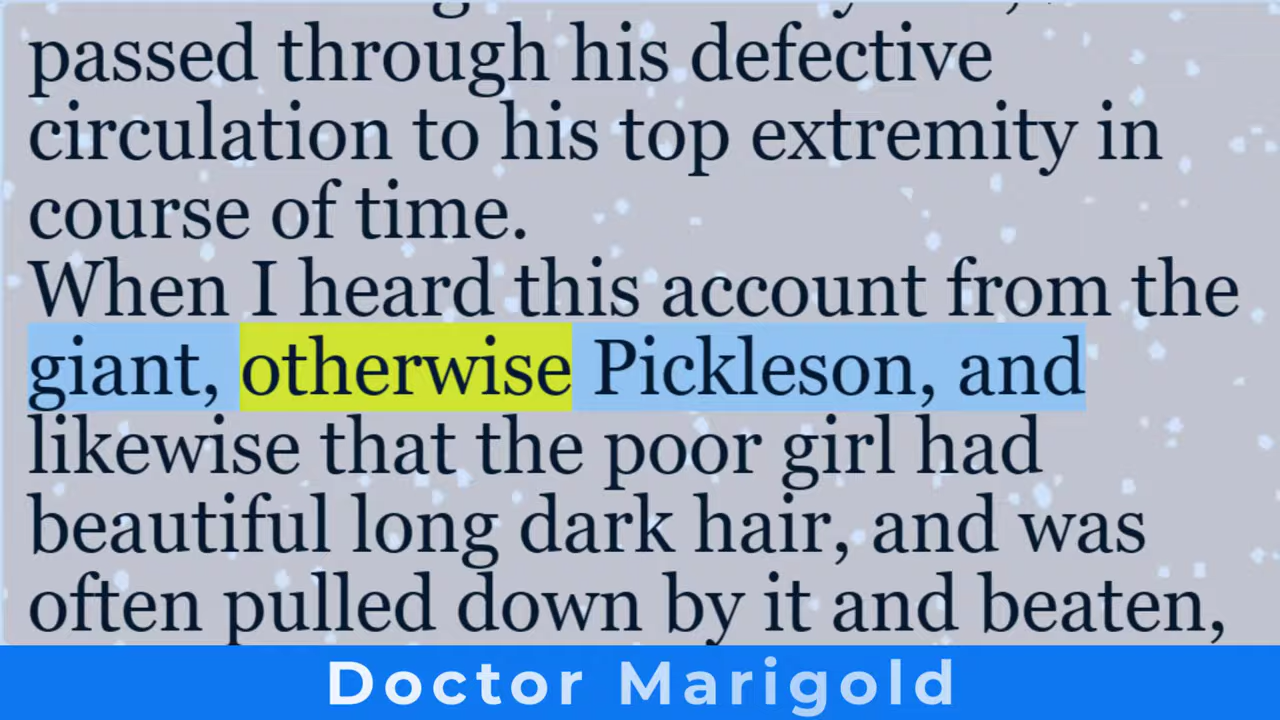 passed through his defective
circulation to his top extremity in
course of time.
When I heard this account from the
giant, otherwise Pickleson, and
likewise that the poor girl had
beautiful long dark hair, and was
often pulled down by it and beaten,
Doctor Marigold